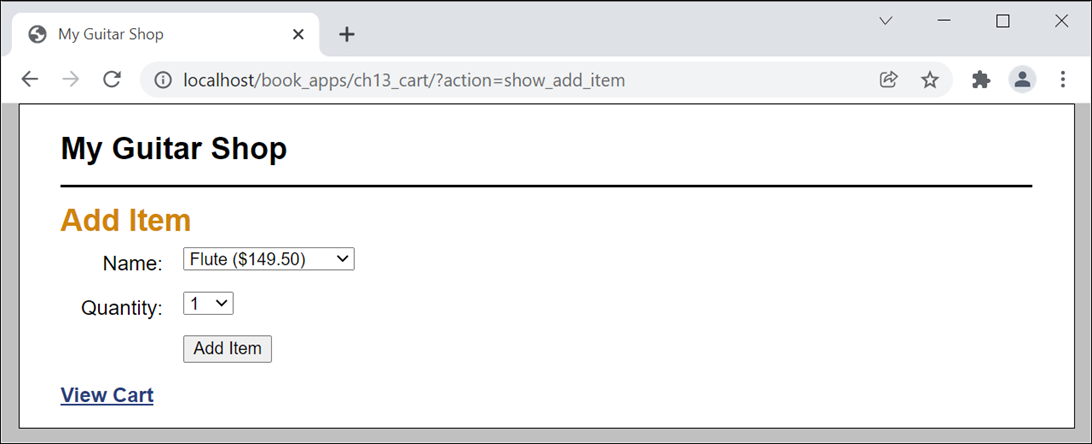 My Guitar Shop
localhost/book_apps/ch13_cart/?action=show_add_item
My Guitar Shop
Add Item
Name: Flute ($149.50)
Quantity: 1
Add Item
View Cart